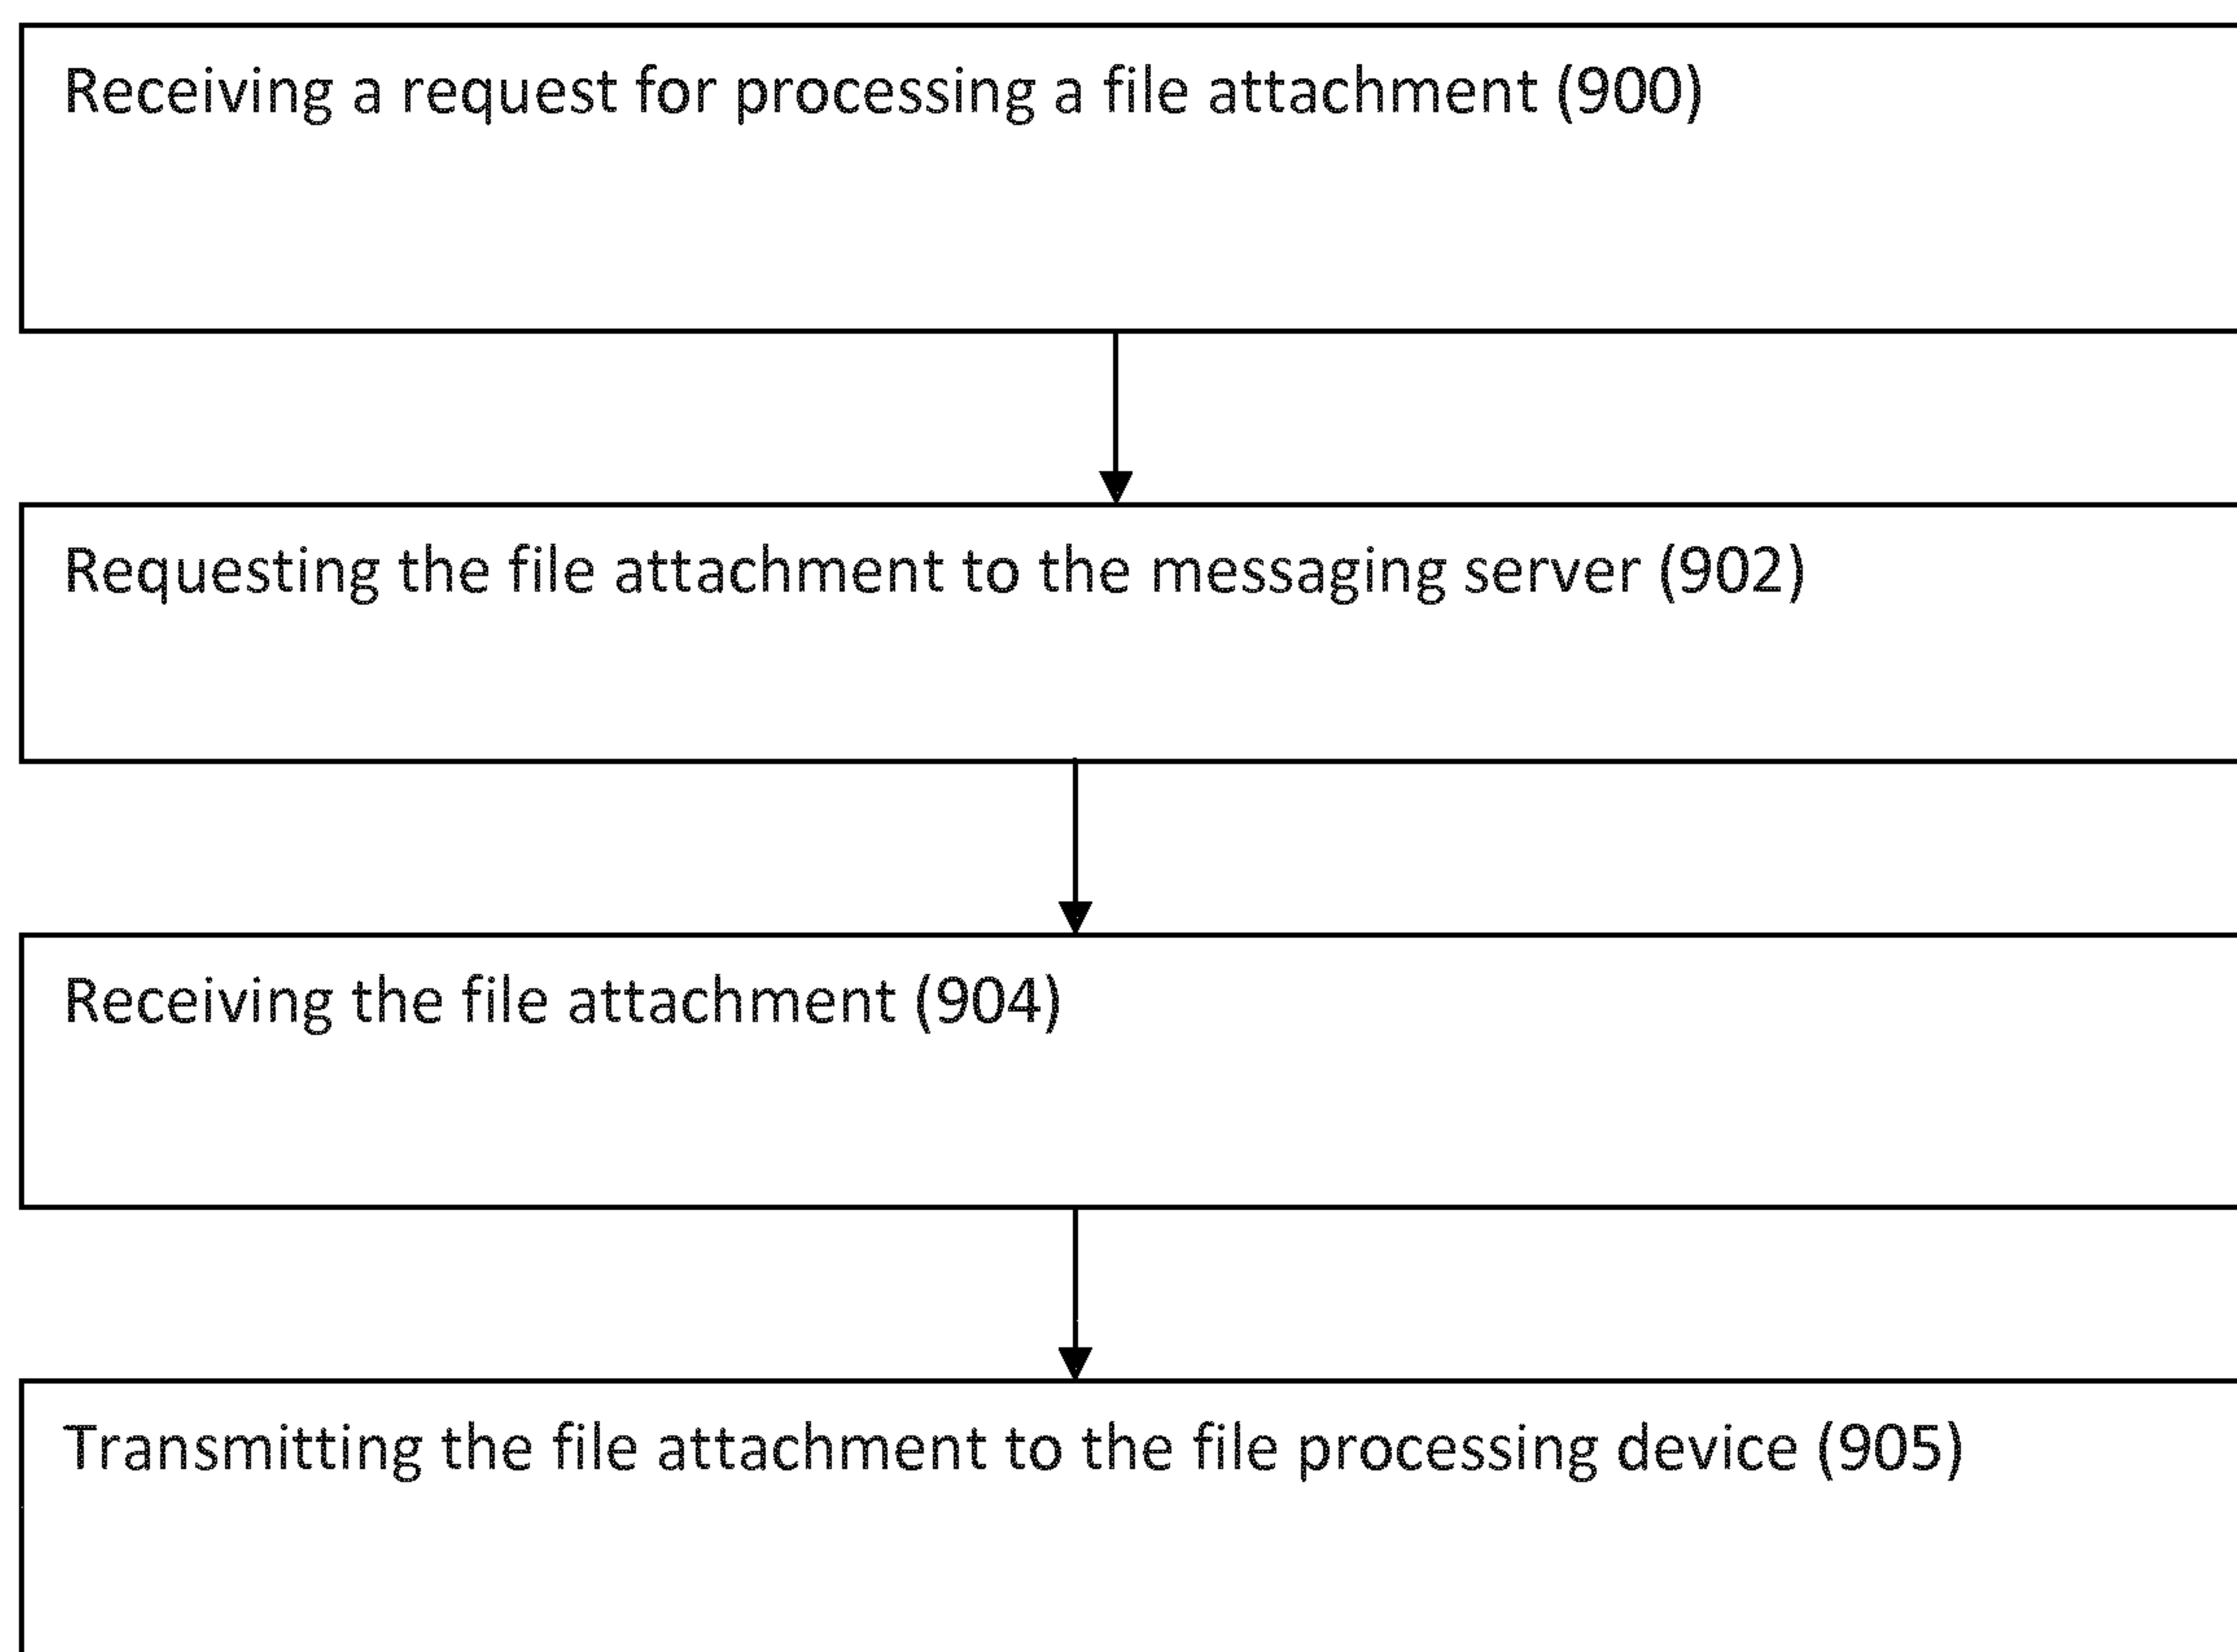 Receiving a request for processing a file attachment (900)
Requesting the file attachment to the messaging server (902)
Receiving the file attachment (904)
Transmitting the file attachment to the file processing device (905)